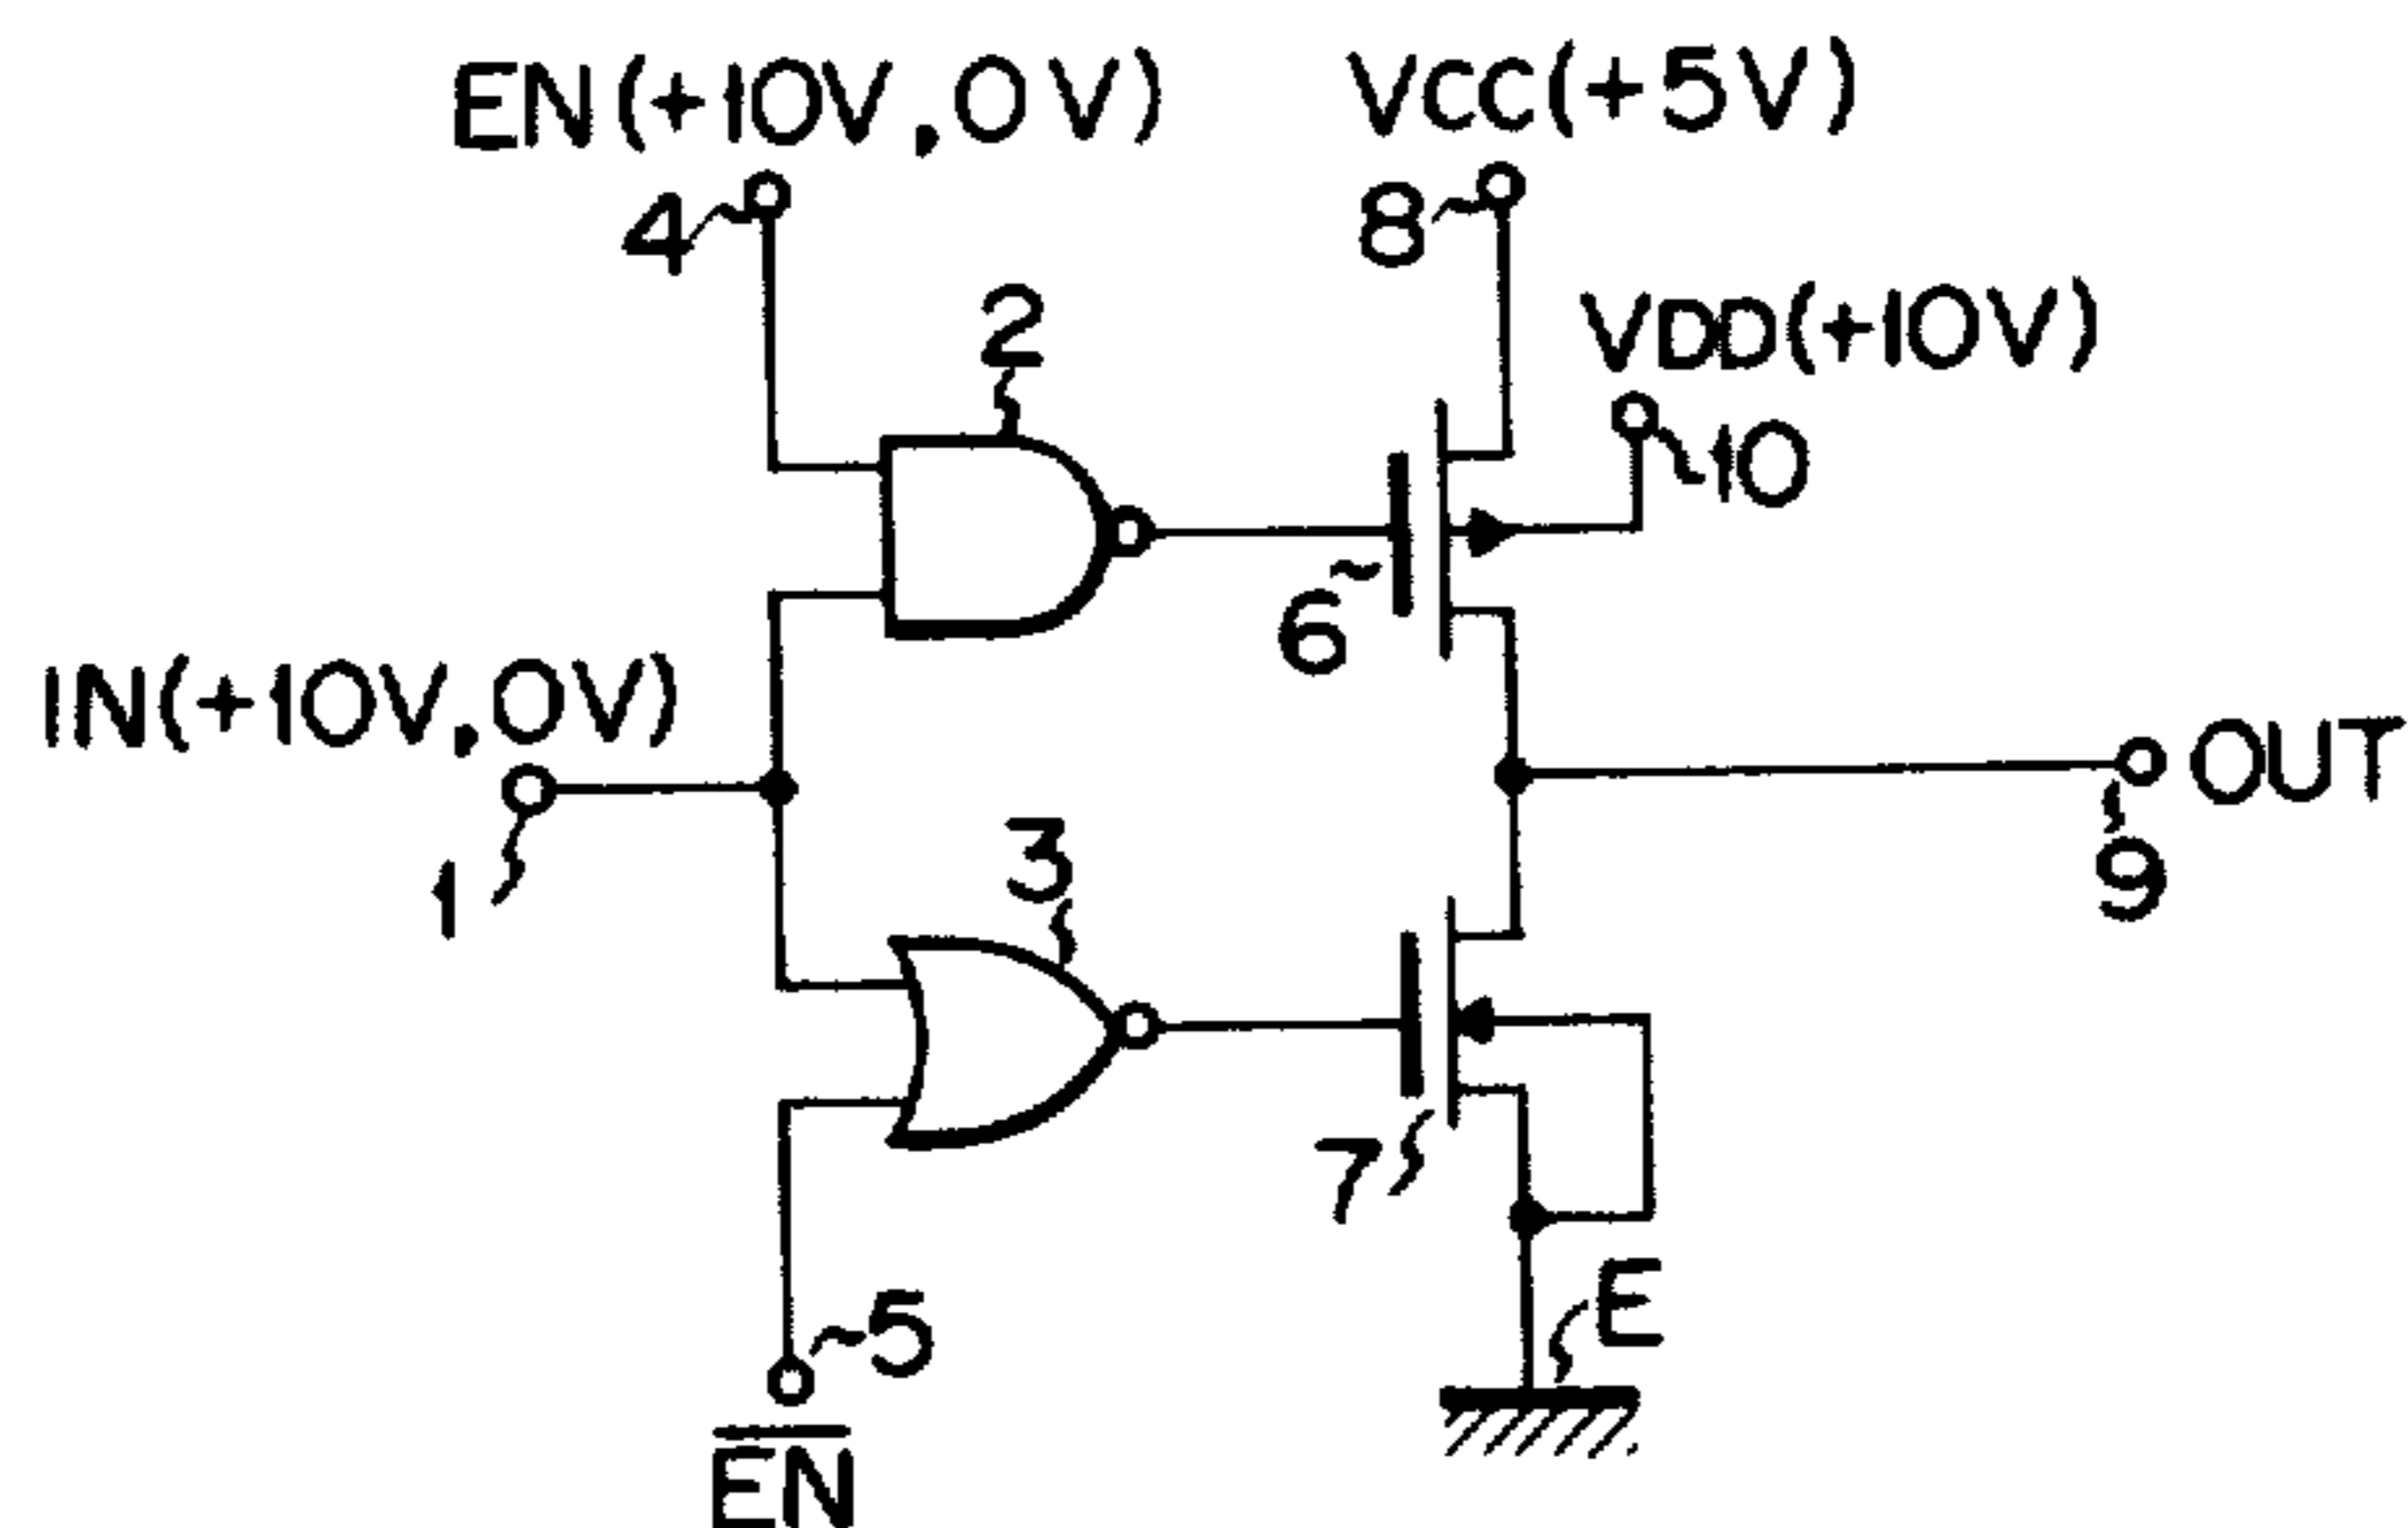 EN(+10V,0V)
VCC(+5V)
4
8
2
VDD(+10V)
10
6
IN(+10V,0V)
OUT
1
3
9
7
5
E
E̅N̅